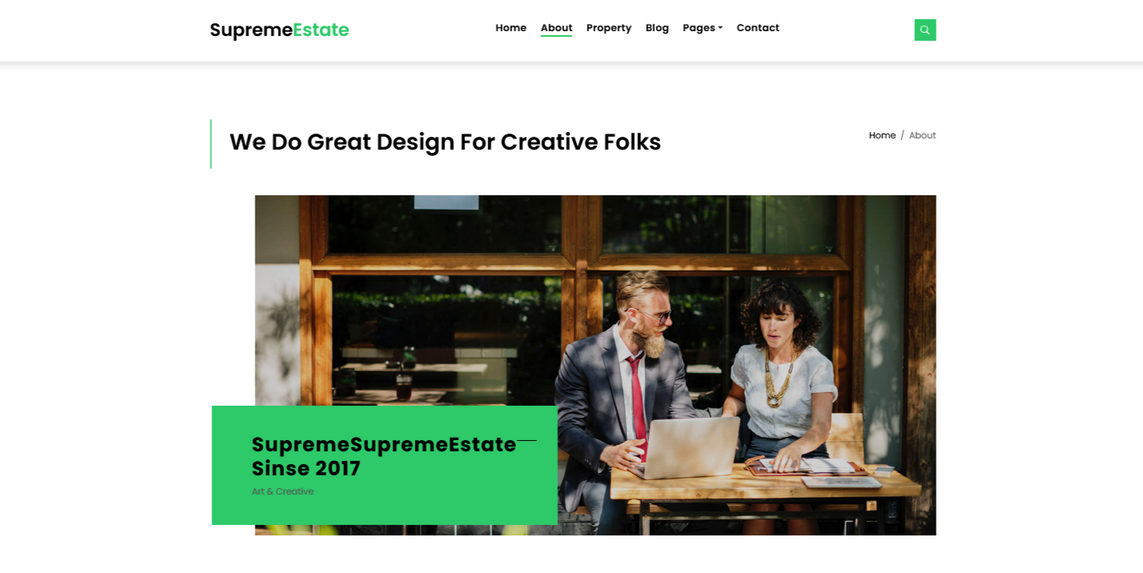 SupremeEstate
Home About Property Blog Pages Contact
We Do Great Design For Creative Folks
Home / About
SupremeSupremeEstate
Sinse 2017
Art & Creative